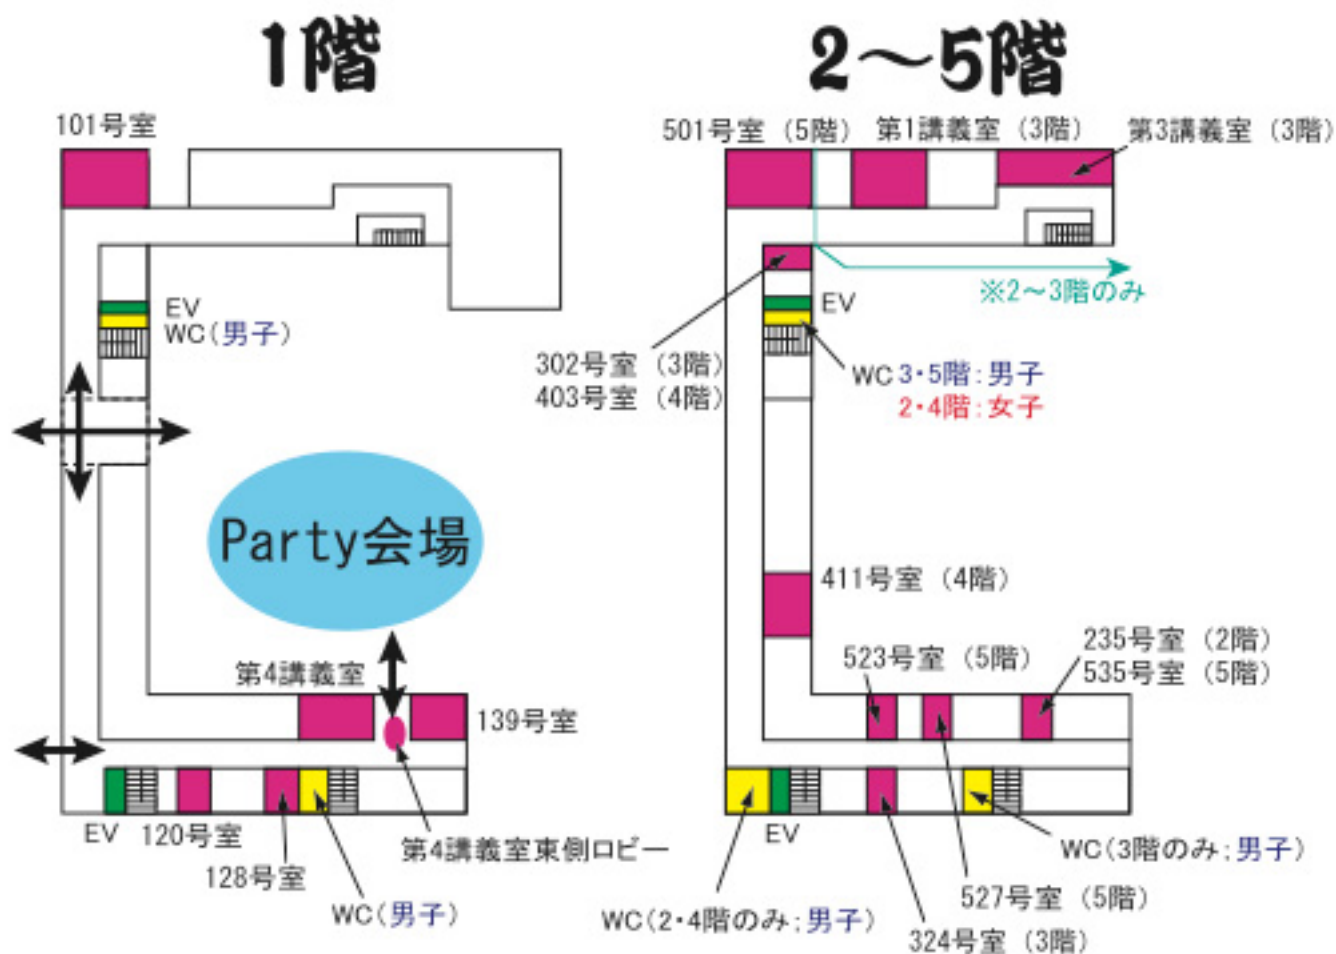 1階
101号室
EV
WC(男子)
Party会場
第4講義室
139号室
EV
120号室
128号室
第4講義室東側ロビー
WC(男子)
2～5階
501号室 (5階)
第1講義室 (3階)
第3講義室 (3階)
※2～3階のみ
EV
302号室 (3階)
403号室 (4階)
WC 3・5階:男子
2・4階:女子
411号室 (4階)
523号室 (5階)
235号室 (2階)
535号室 (5階)
EV
WC(3階のみ:男子)
527号室 (5階)
WC(2・4階のみ:男子)
324号室 (3階)